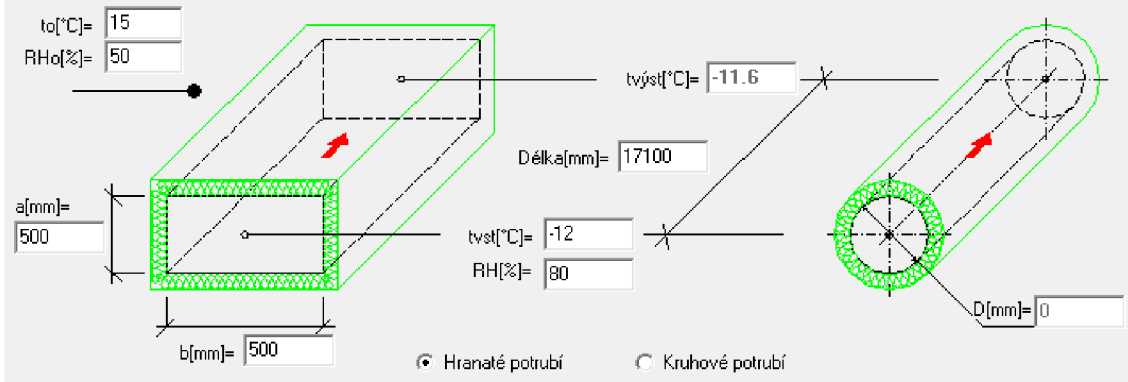 to[°C]= 15
RHo[%]= 50
tvýst[°C]= -11.6
Délka[mm]= 17100
a[mm]=
500
tvst[°C]= -12
RH[%]= 80
D[mm]= 0
b[mm]= 500
Hranaté potrubí Kruhové potrubí